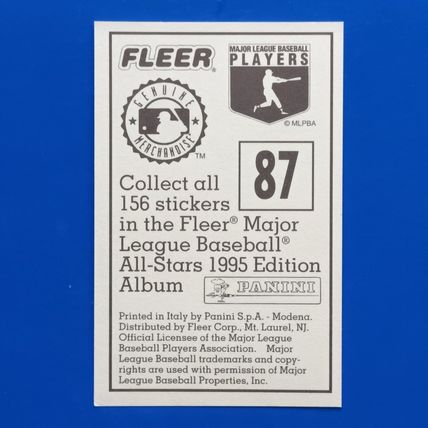 FLEER®
MAJOR LEAGUE BASEBALL
PLAYERS
© MLPBA
GENUINE
MERCHANDISE
TM
87
Collect all
156 stickers
in the Fleer® Major
League Baseball®
All-Stars 1995 Edition
Album
PANINI
Printed in Italy by Panini S.p.A. - Modena.
Distributed by Fleer Corp., Mt. Laurel, NJ.
Official Licensee of the Major League
Baseball Players Association. Major
League Baseball trademarks and copy-
rights are used with permission of Major
League Baseball Properties, Inc.